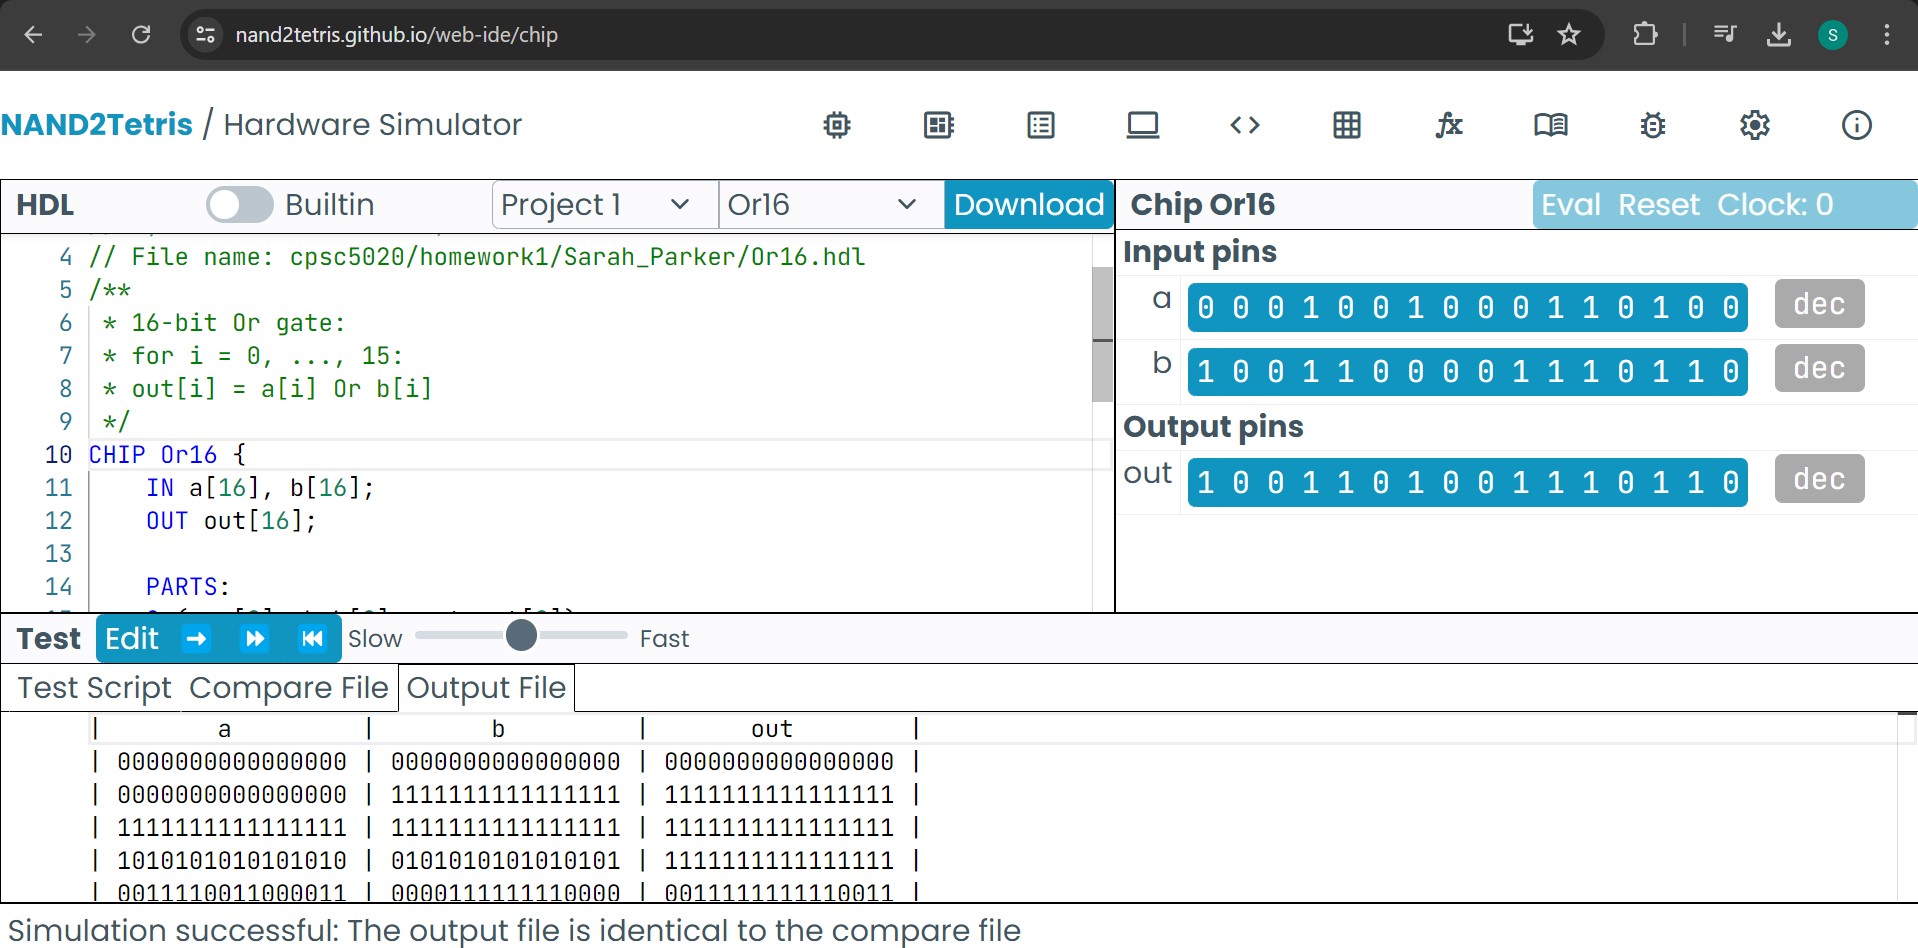 nand2tetris.github.io/web-ide/chip
S
NAND2Tetris / Hardware Simulator
HDL Builtin Project 1 Or16 Download
4 // File name: cpsc5020/homework1/Sarah_Parker/Or16.hdl
5 /**
6 * 16-bit Or gate:
7 * for i = 0, ..., 15:
8 * out[i] = a[i] Or b[i]
9 */
10 CHIP Or16 {
11 IN a[16], b[16];
12 OUT out[16];
13
14 PARTS:
Chip Or16 Eval Reset Clock: 0
Input pins
a 0 0 0 1 0 0 1 0 0 0 1 1 0 1 0 0 dec
b 1 0 0 1 1 0 0 0 0 1 1 1 0 1 1 0 dec
Output pins
out 1 0 0 1 1 0 1 0 0 1 1 1 0 1 1 0 dec
Test Edit Slow Fast
Test Script Compare File Output File
| a | b | out |
| 0000000000000000 | 0000000000000000 | 0000000000000000 |
| 0000000000000000 | 1111111111111111 | 1111111111111111 |
| 1111111111111111 | 1111111111111111 | 1111111111111111 |
| 1010101010101010 | 0101010101010101 | 1111111111111111 |
| 0011110011000011 | 0000111111110000 | 0011111111110011 |
Simulation successful: The output file is identical to the compare file